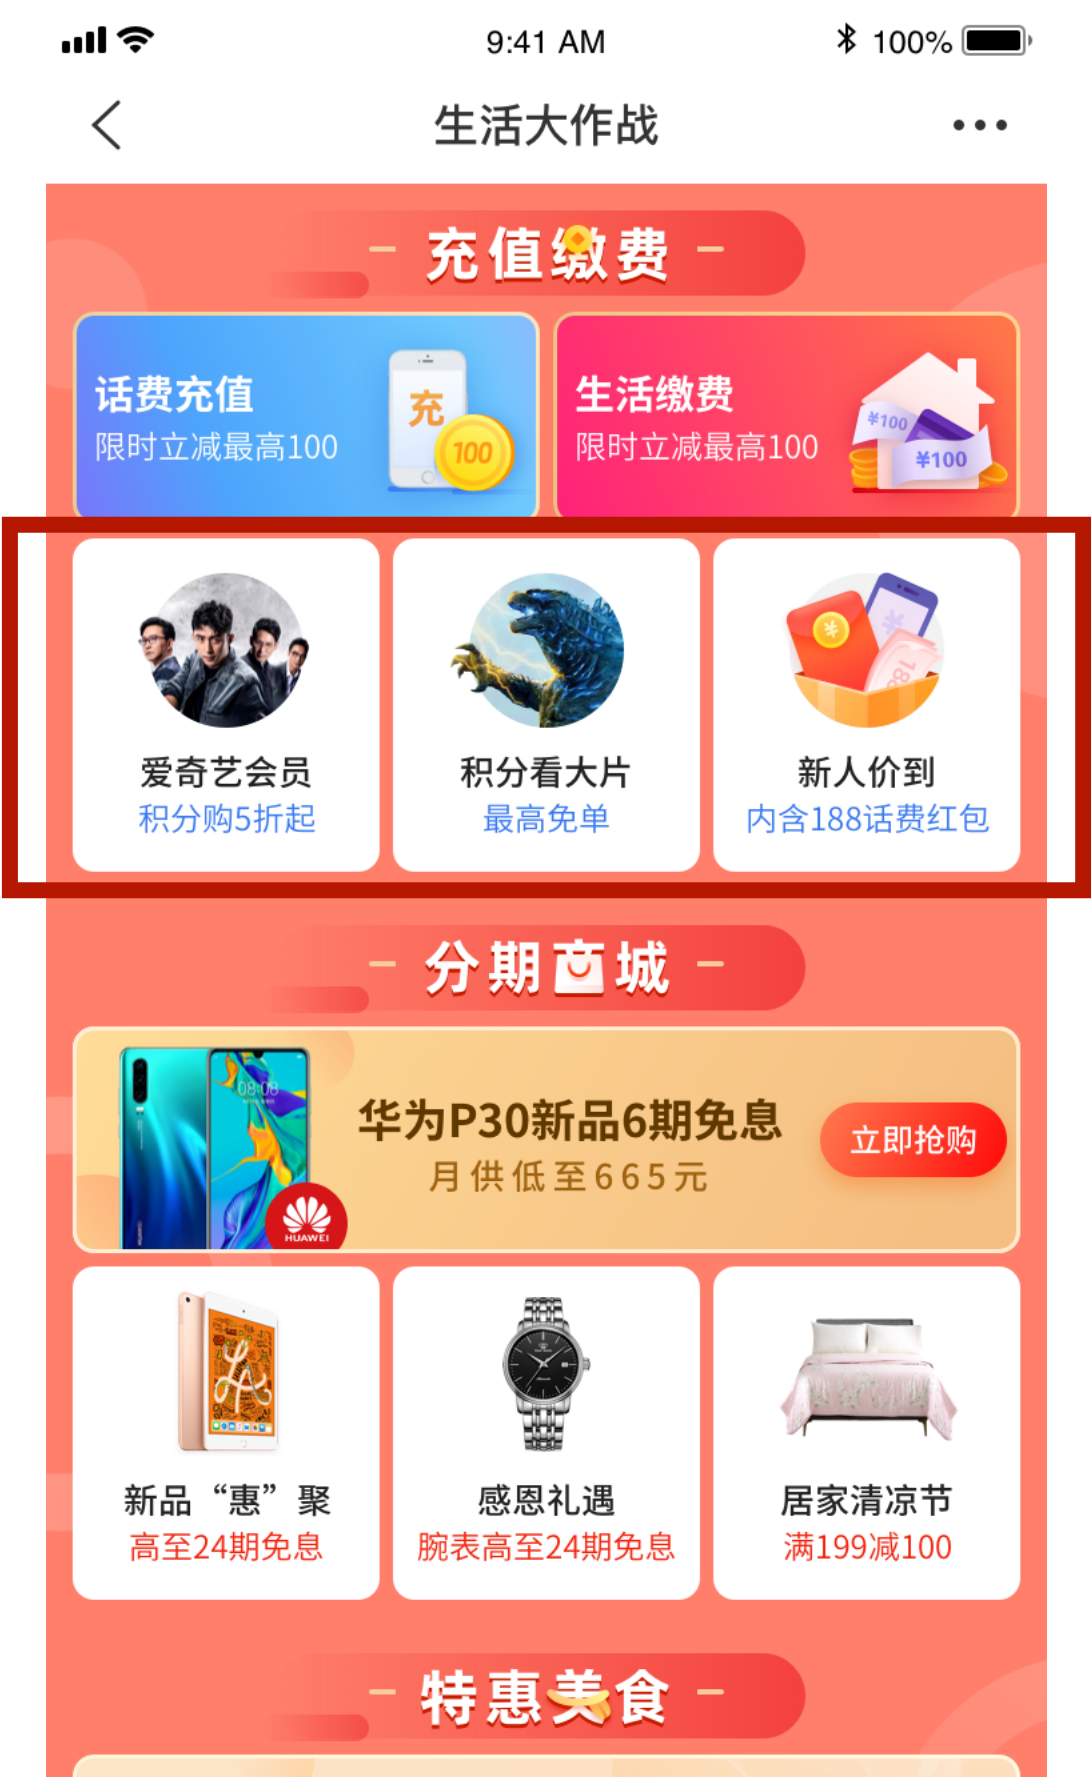 9:41 AM
100%
生活大作战
充值缴费
话费充值
限时立减最高100
充
100
生活缴费
限时立减最高100
¥100
¥100
爱奇艺会员
积分购5折起
积分看大片
最高免单
¥
¥
188
新人价到
内含188话费红包
分期商城
08:08
HUAWEI
华为P30新品6期免息
月供低至665元
立即抢购
新品“惠”聚
高至24期免息
感恩礼遇
腕表高至24期免息
居家清凉节
满199减100
特惠美食